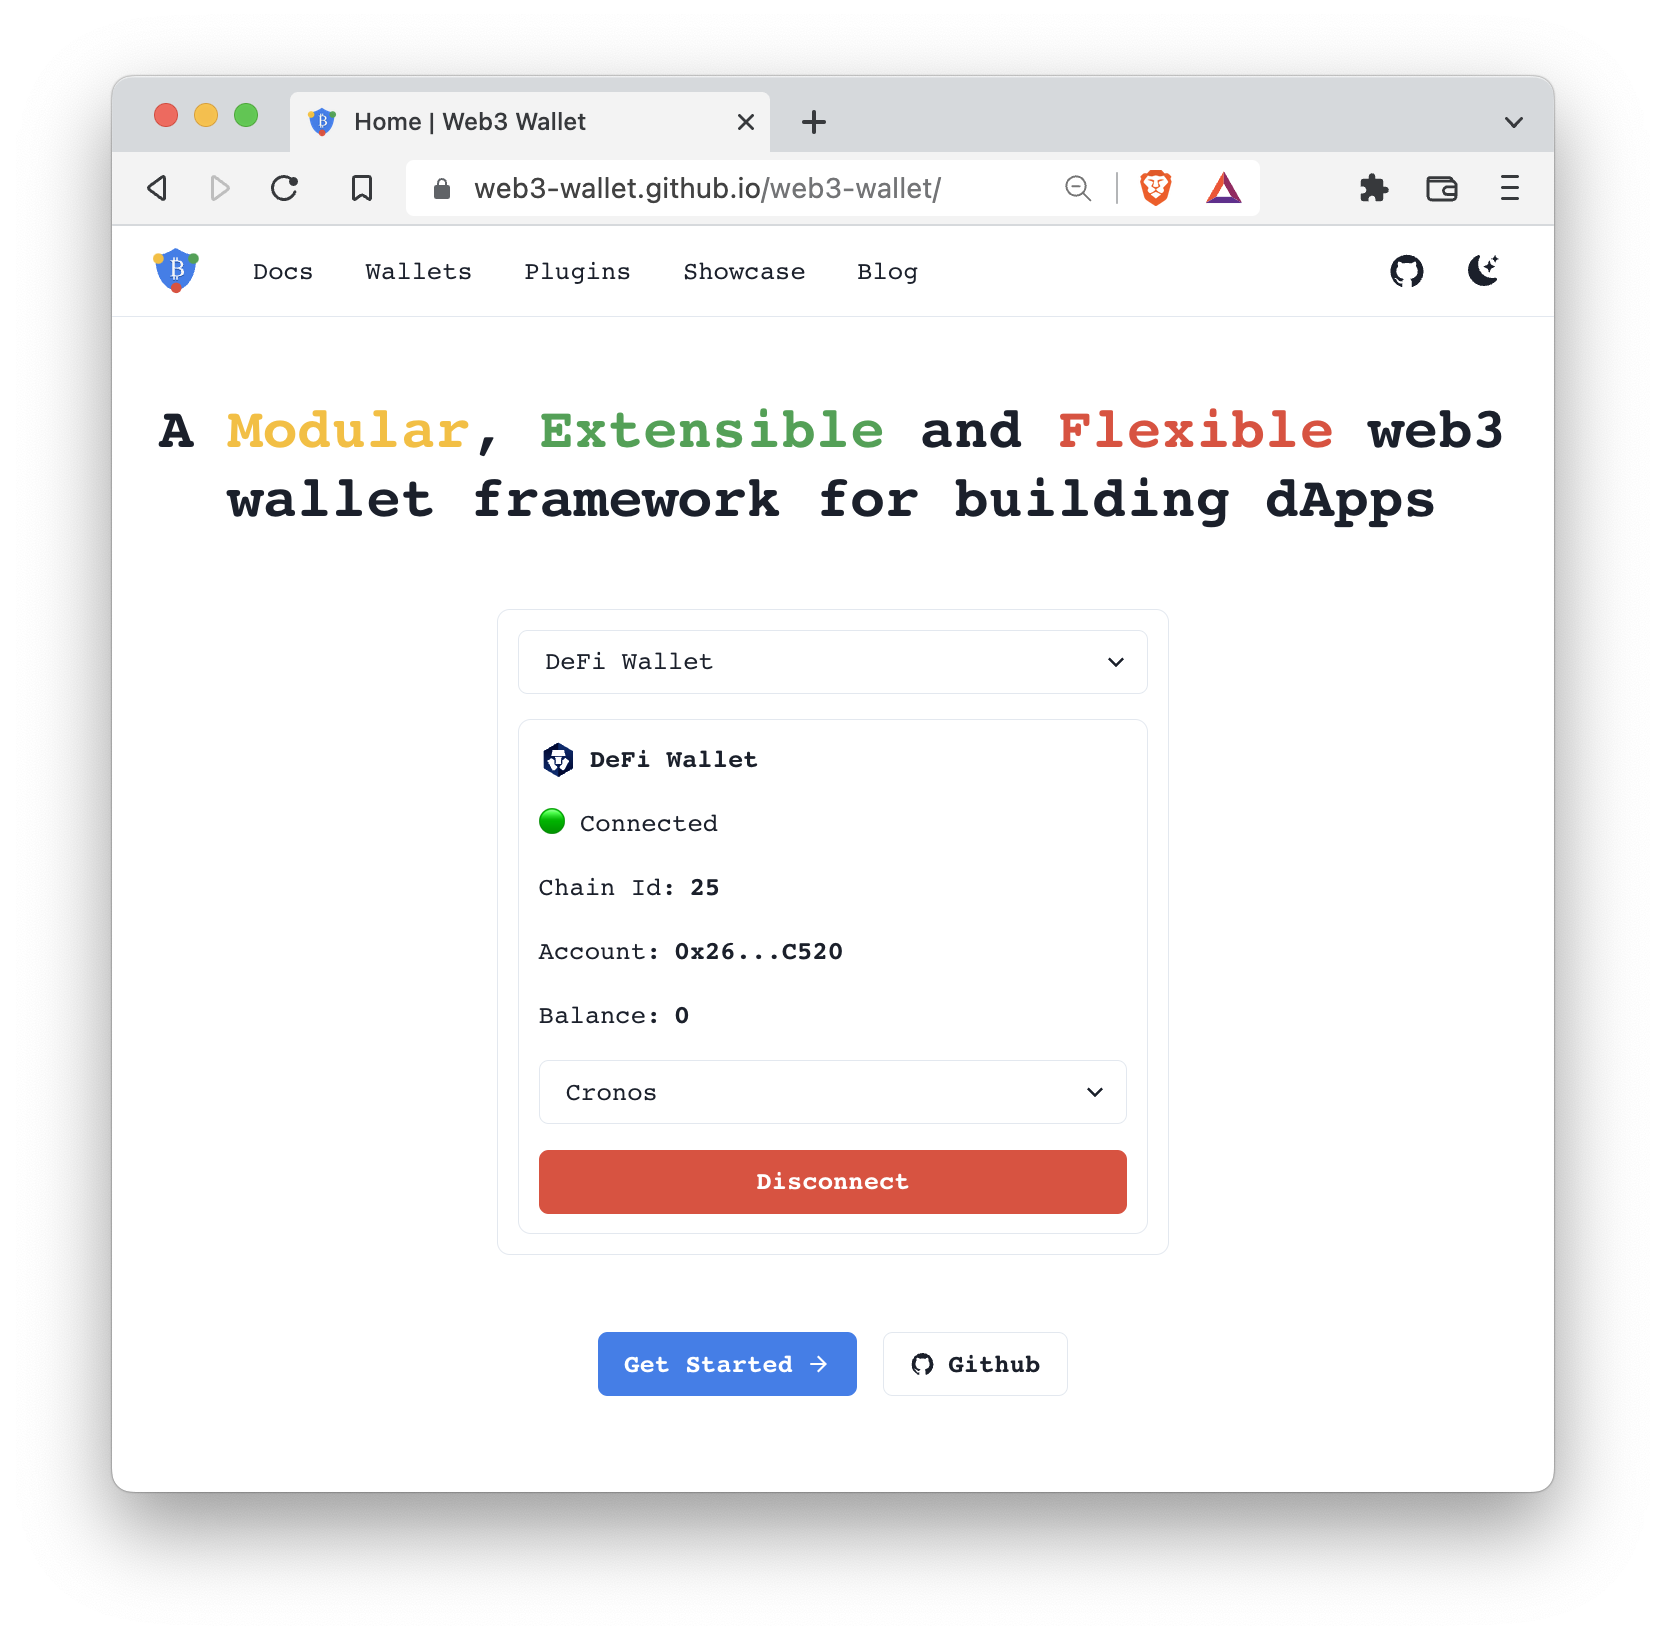 Home | Web3 Wallet
web3-wallet.github.io/web3-wallet/
Docs Wallets Plugins Showcase Blog
A Modular, Extensible and Flexible web3
wallet framework for building dApps
DeFi Wallet
DeFi Wallet
Connected
Chain Id: 25
Account: 0x26...C520
Balance: 0
Cronos
Disconnect
Get Started → Github